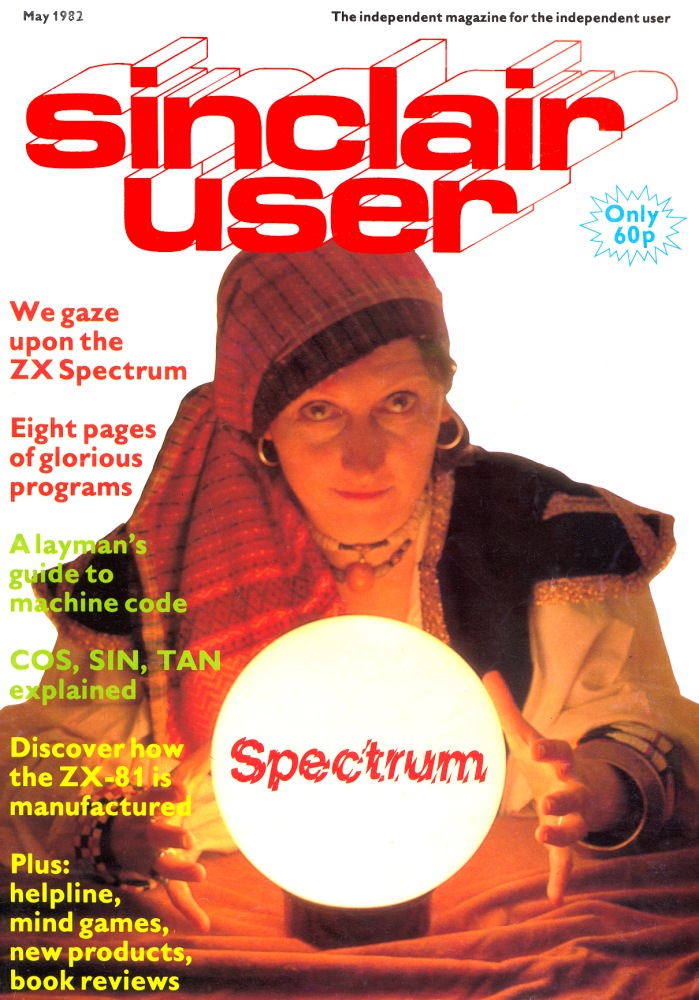 May 1982
The independent magazine for the independent user
sinclair
user
Only
60p
We gaze
upon the
ZX Spectrum
Eight pages
of glorious
programs
A layman's
guide to
machine code
COS, SIN, TAN
explained
Discover how
the ZX-81 is
manufactured
Plus:
helpline,
mind games,
new products,
book reviews
Spectrum